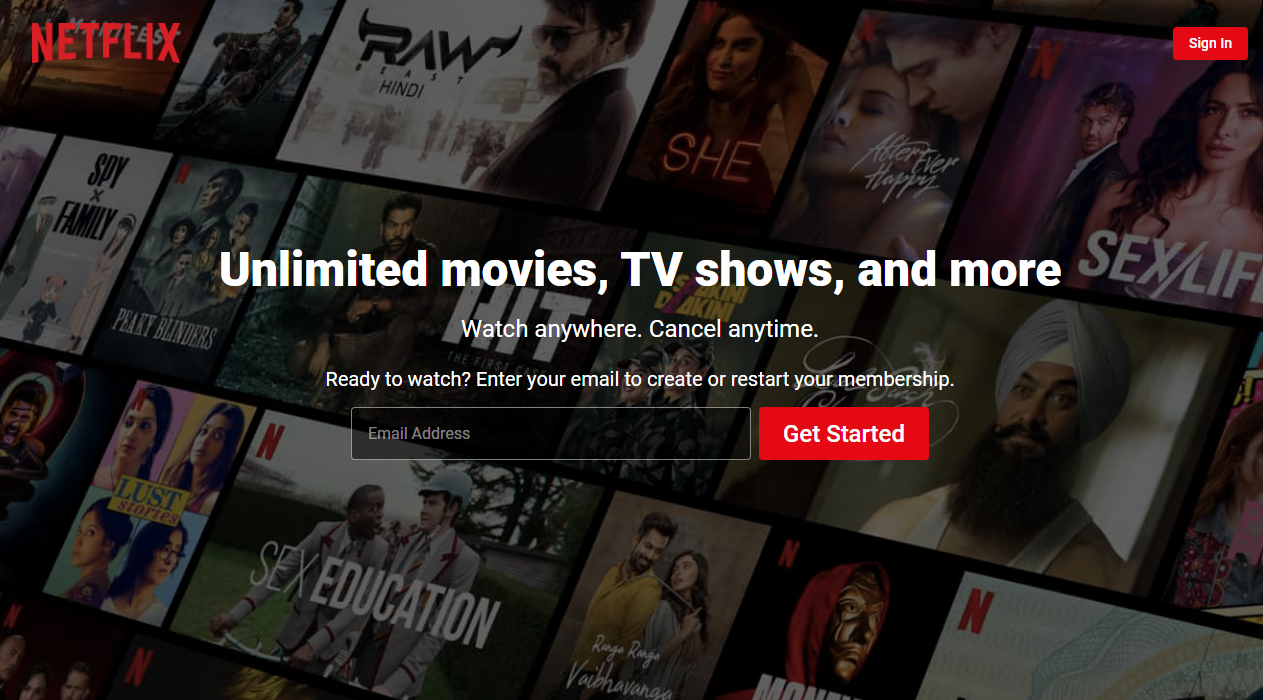 NETFLIX
Sign In
RAW
BEAST
HINDI
SHE
After
Ever
Happy
SPY
×
FAMILY
PEAKY BLINDERS
SEX/LIFE
Unlimited movies, TV shows, and more
HIT
THE FIRST CASE
Watch anywhere. Cancel anytime.
Ready to watch? Enter your email to create or restart your membership.
Email Address
Get Started
LUST
stories
SEX EDUCATION
Ranga Ranga
Vaibhavanga